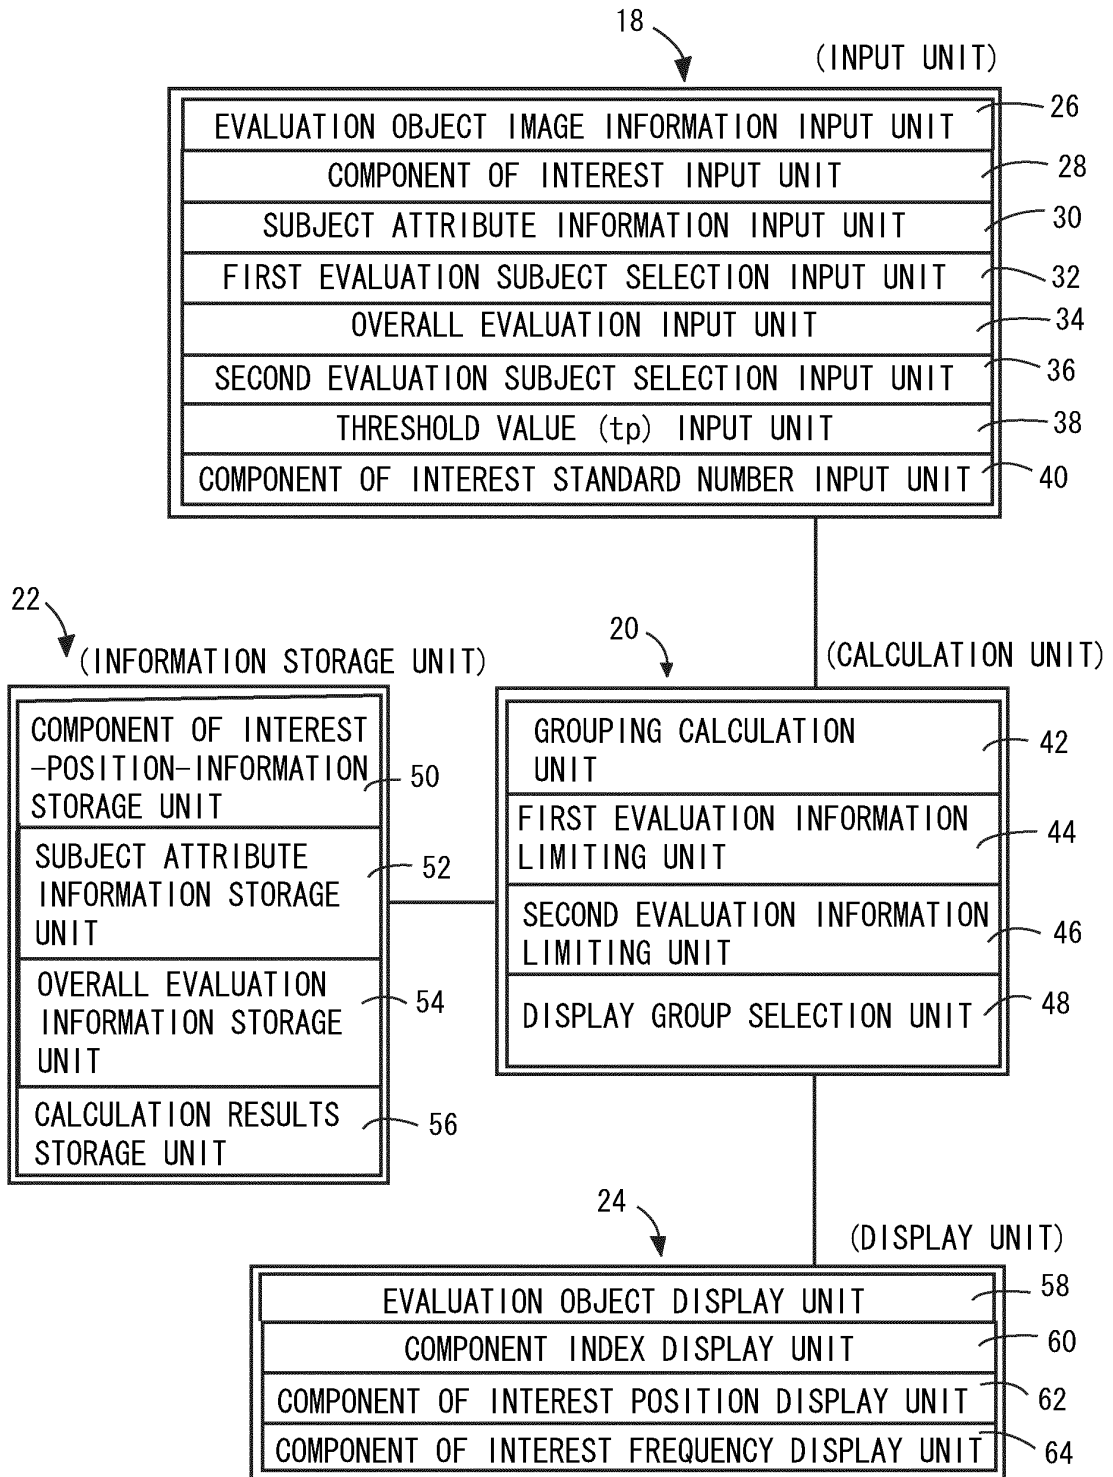 18
(INPUT UNIT)
EVALUATION OBJECT IMAGE INFORMATION INPUT UNIT
26
COMPONENT OF INTEREST INPUT UNIT
28
SUBJECT ATTRIBUTE INFORMATION INPUT UNIT
30
FIRST EVALUATION SUBJECT SELECTION INPUT UNIT
32
OVERALL EVALUATION INPUT UNIT
34
SECOND EVALUATION SUBJECT SELECTION INPUT UNIT
36
THRESHOLD VALUE (tp) INPUT UNIT
38
COMPONENT OF INTEREST STANDARD NUMBER INPUT UNIT
40
22
(INFORMATION STORAGE UNIT)
COMPONENT OF INTEREST
-POSITION-INFORMATION
STORAGE UNIT
50
SUBJECT ATTRIBUTE
INFORMATION STORAGE
UNIT
52
OVERALL EVALUATION
INFORMATION STORAGE
UNIT
54
CALCULATION RESULTS
STORAGE UNIT
56
20
(CALCULATION UNIT)
GROUPING CALCULATION
UNIT
42
FIRST EVALUATION INFORMATION
LIMITING UNIT
44
SECOND EVALUATION INFORMATION
LIMITING UNIT
46
DISPLAY GROUP SELECTION UNIT
48
24
(DISPLAY UNIT)
EVALUATION OBJECT DISPLAY UNIT
58
COMPONENT INDEX DISPLAY UNIT
60
COMPONENT OF INTEREST POSITION DISPLAY UNIT
62
COMPONENT OF INTEREST FREQUENCY DISPLAY UNIT
64